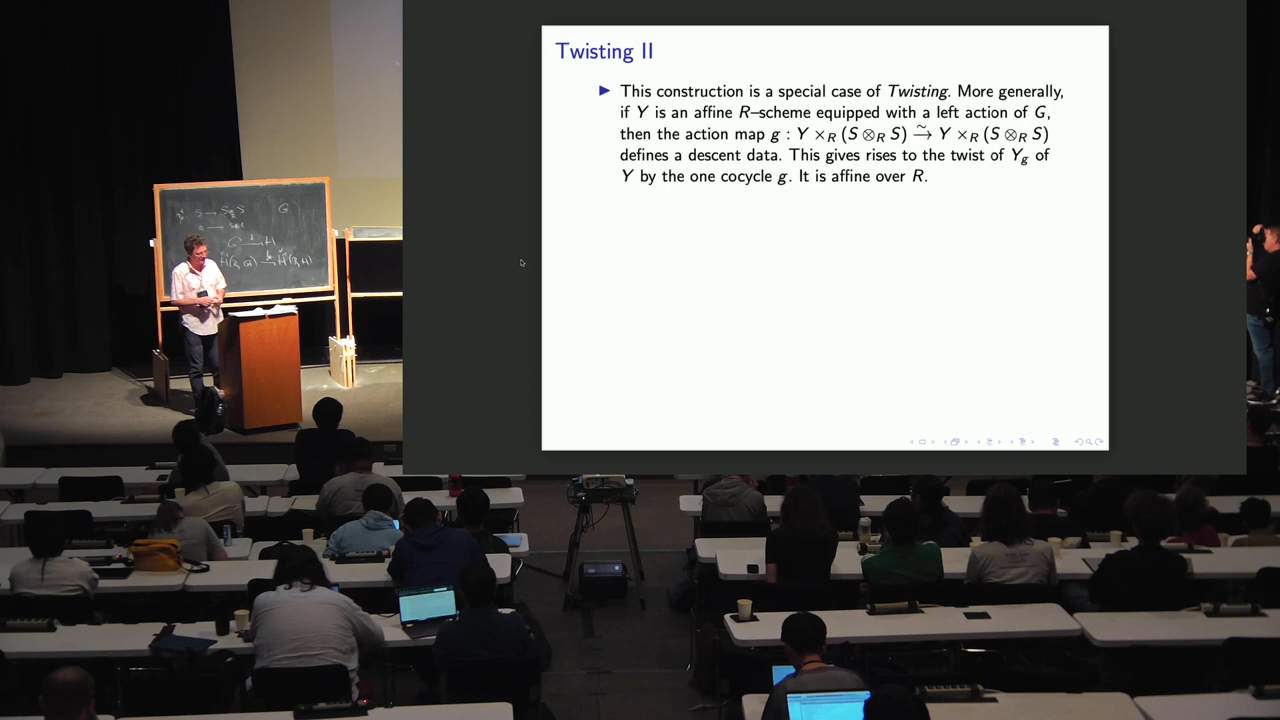 Twisting II
▶ This construction is a special case of Twisting. More generally,
if Y is an affine R–scheme equipped with a left action of G,
then the action map g : Y ×_R (S ⊗_R S) ⥲ Y ×_R (S ⊗_R S)
defines a descent data. This gives rises to the twist of Y_g of
Y by the one cocycle g. It is affine over R.
S → S ⊗_R S G